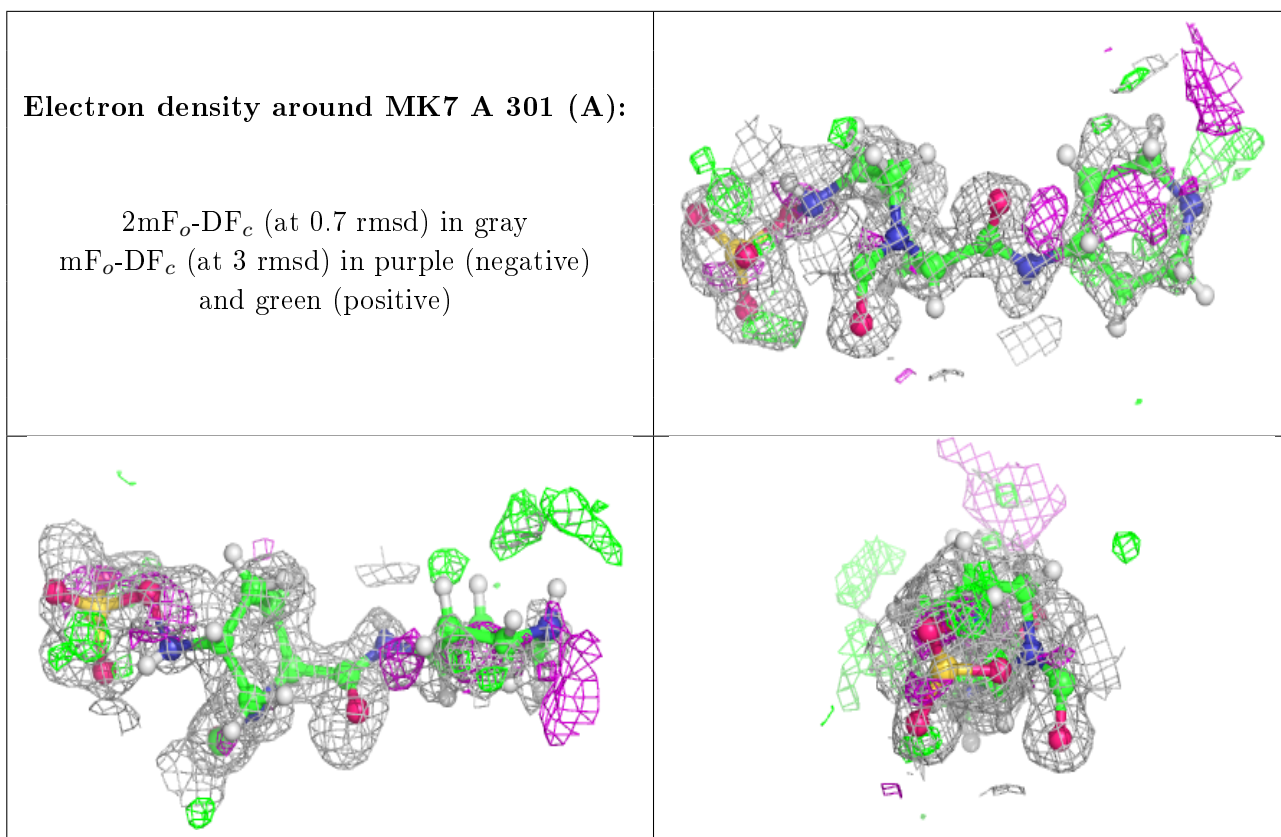 Electron density around MK7 A 301 (A):
2mFₒ-DF𝒸 (at 0.7 rmsd) in gray
mFₒ-DF𝒸 (at 3 rmsd) in purple (negative)
and green (positive)